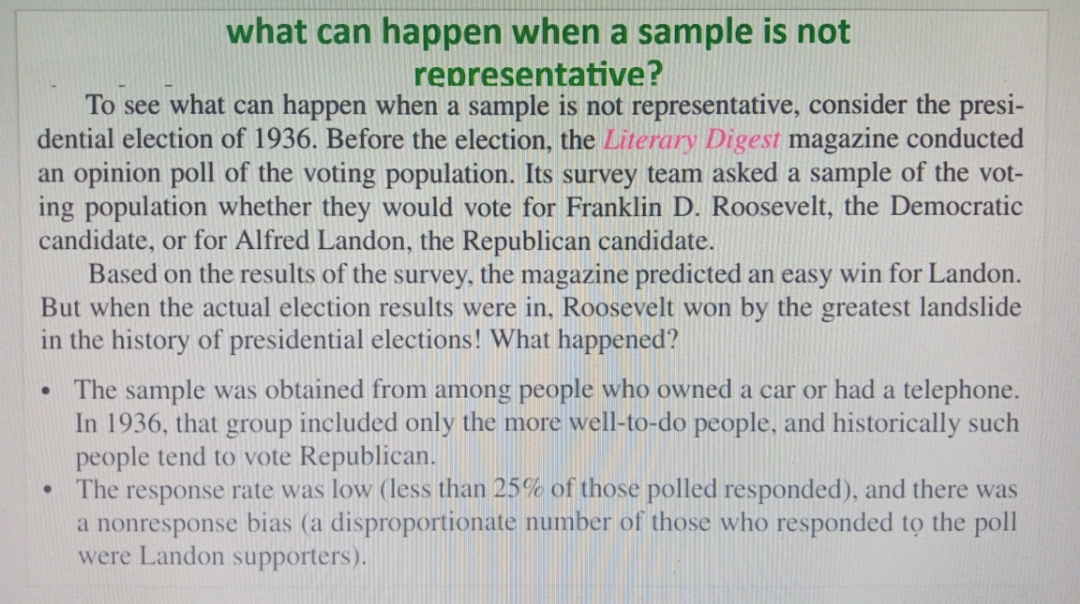 what can happen when a sample is not
representative?
To see what can happen when a sample is not representative, consider the presi-
dential election of 1936. Before the election, the Literary Digest magazine conducted
an opinion poll of the voting population. Its survey team asked a sample of the vot-
ing population whether they would vote for Franklin D. Roosevelt, the Democratic
candidate, or for Alfred Landon, the Republican candidate.
Based on the results of the survey, the magazine predicted an easy win for Landon.
But when the actual election results were in, Roosevelt won by the greatest landslide
in the history of presidential elections! What happened?
• The sample was obtained from among people who owned a car or had a telephone.
In 1936, that group included only the more well-to-do people, and historically such
people tend to vote Republican.
• The response rate was low (less than 25% of those polled responded), and there was
a nonresponse bias (a disproportionate number of those who responded to the poll
were Landon supporters).